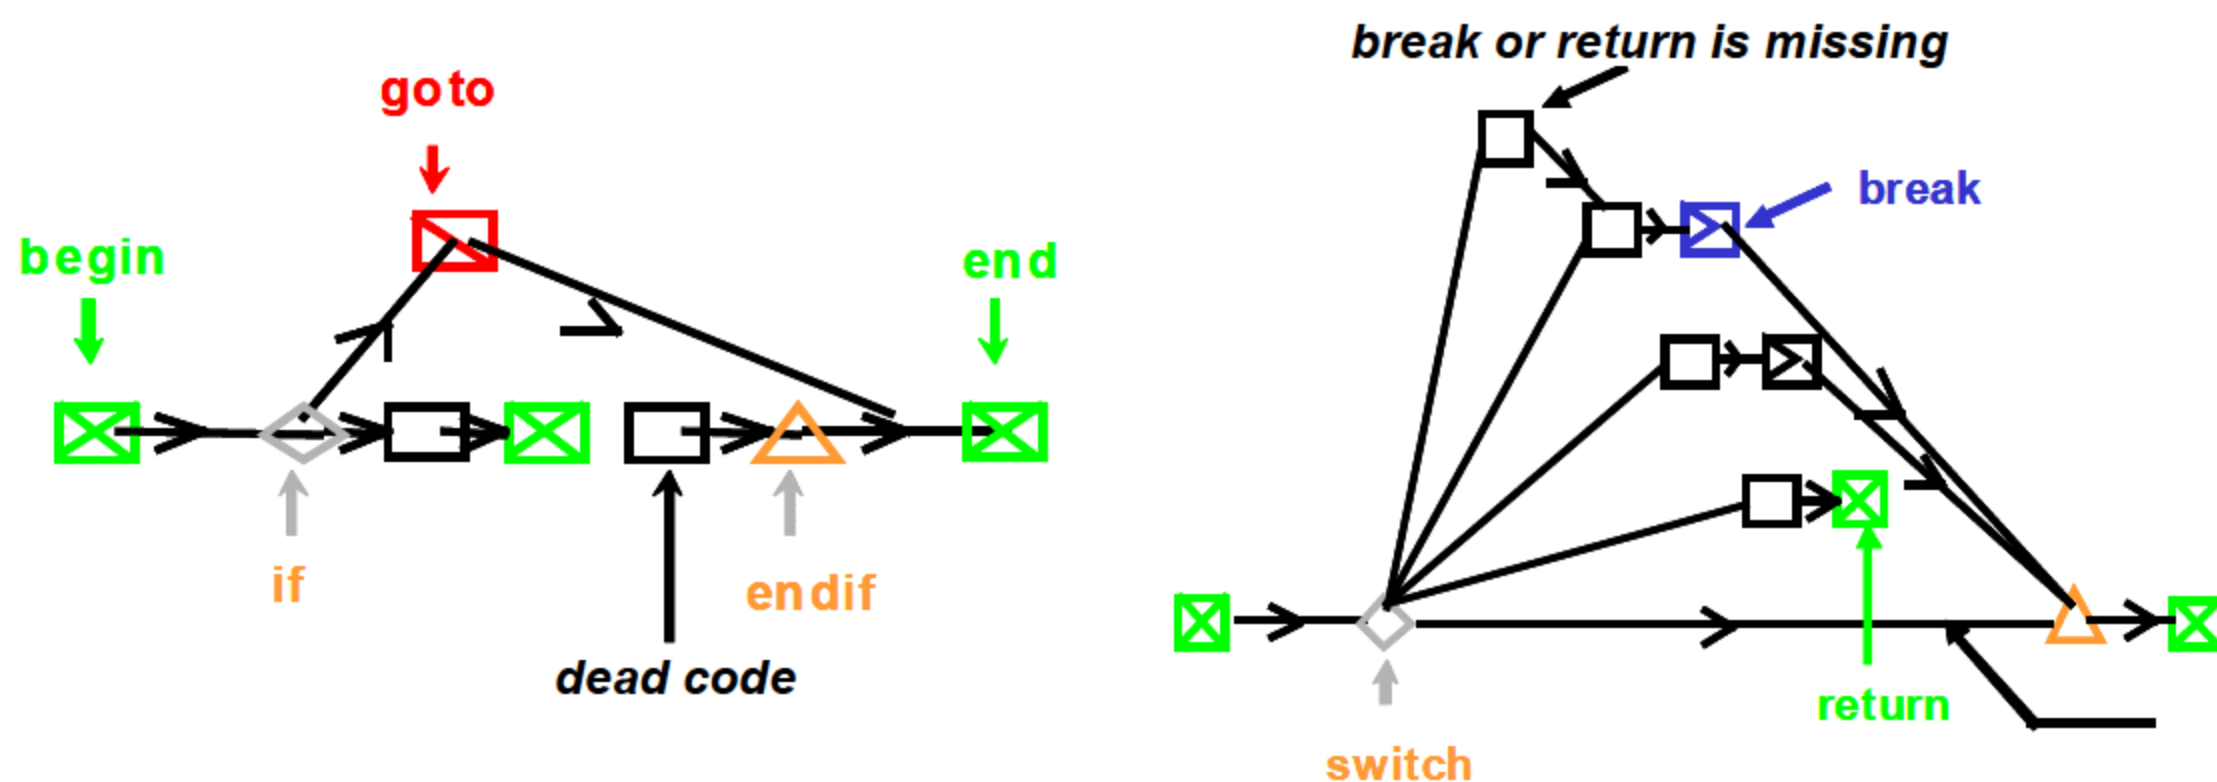 goto
begin
end
if
endif
dead code
break or return is missing
break
return
switch